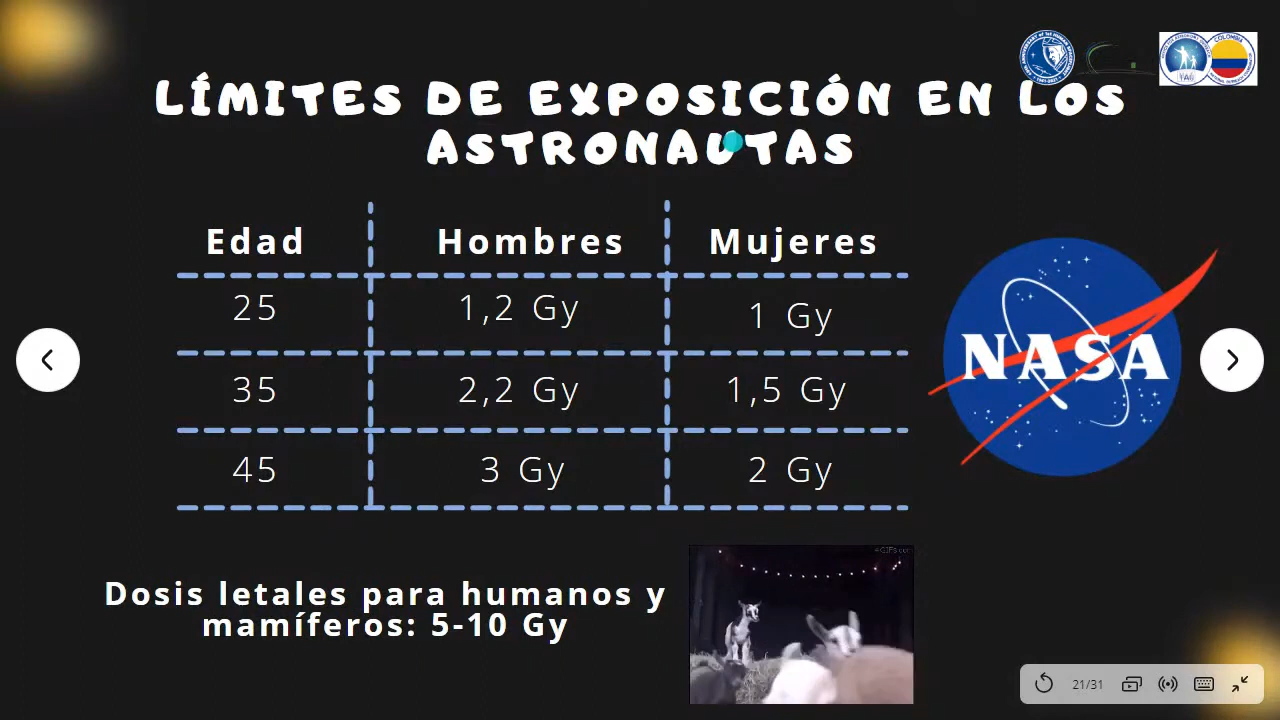 LÍMITES DE EXPOSICIÓN EN LOS
ASTRONAUTAS
Edad Hombres Mujeres
25 1,2 Gy 1 Gy
35 2,2 Gy 1,5 Gy
45 3 Gy 2 Gy
NASA
Dosis letales para humanos y
mamíferos: 5-10 Gy
COLOMBIA
21/31